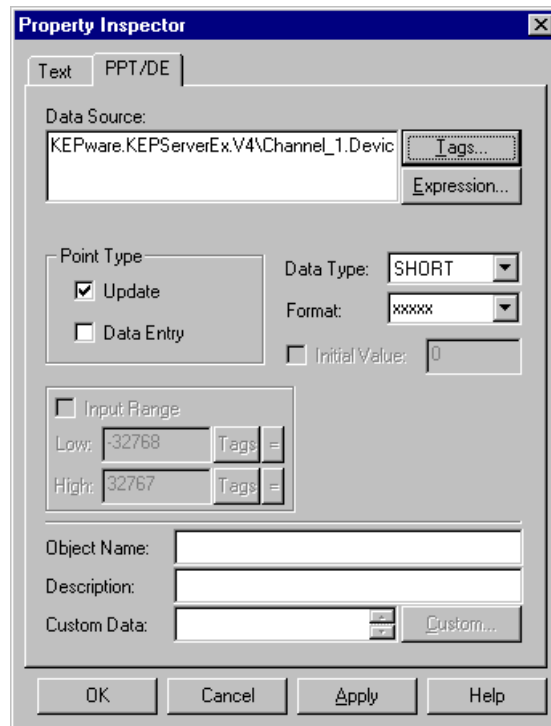 Property Inspector
Text PPT/DE
Data Source:
KEPware.KEPServerEx.V4\Channel_1.Devic
Tags...
Expression...
Point Type
Update
Data Entry
Data Type: SHORT
Format: xxxxx
Initial Value: 0
Input Range
Low: -32768 Tags =
High: 32767 Tags =
Object Name:
Description:
Custom Data: Custom...
OK Cancel Apply Help